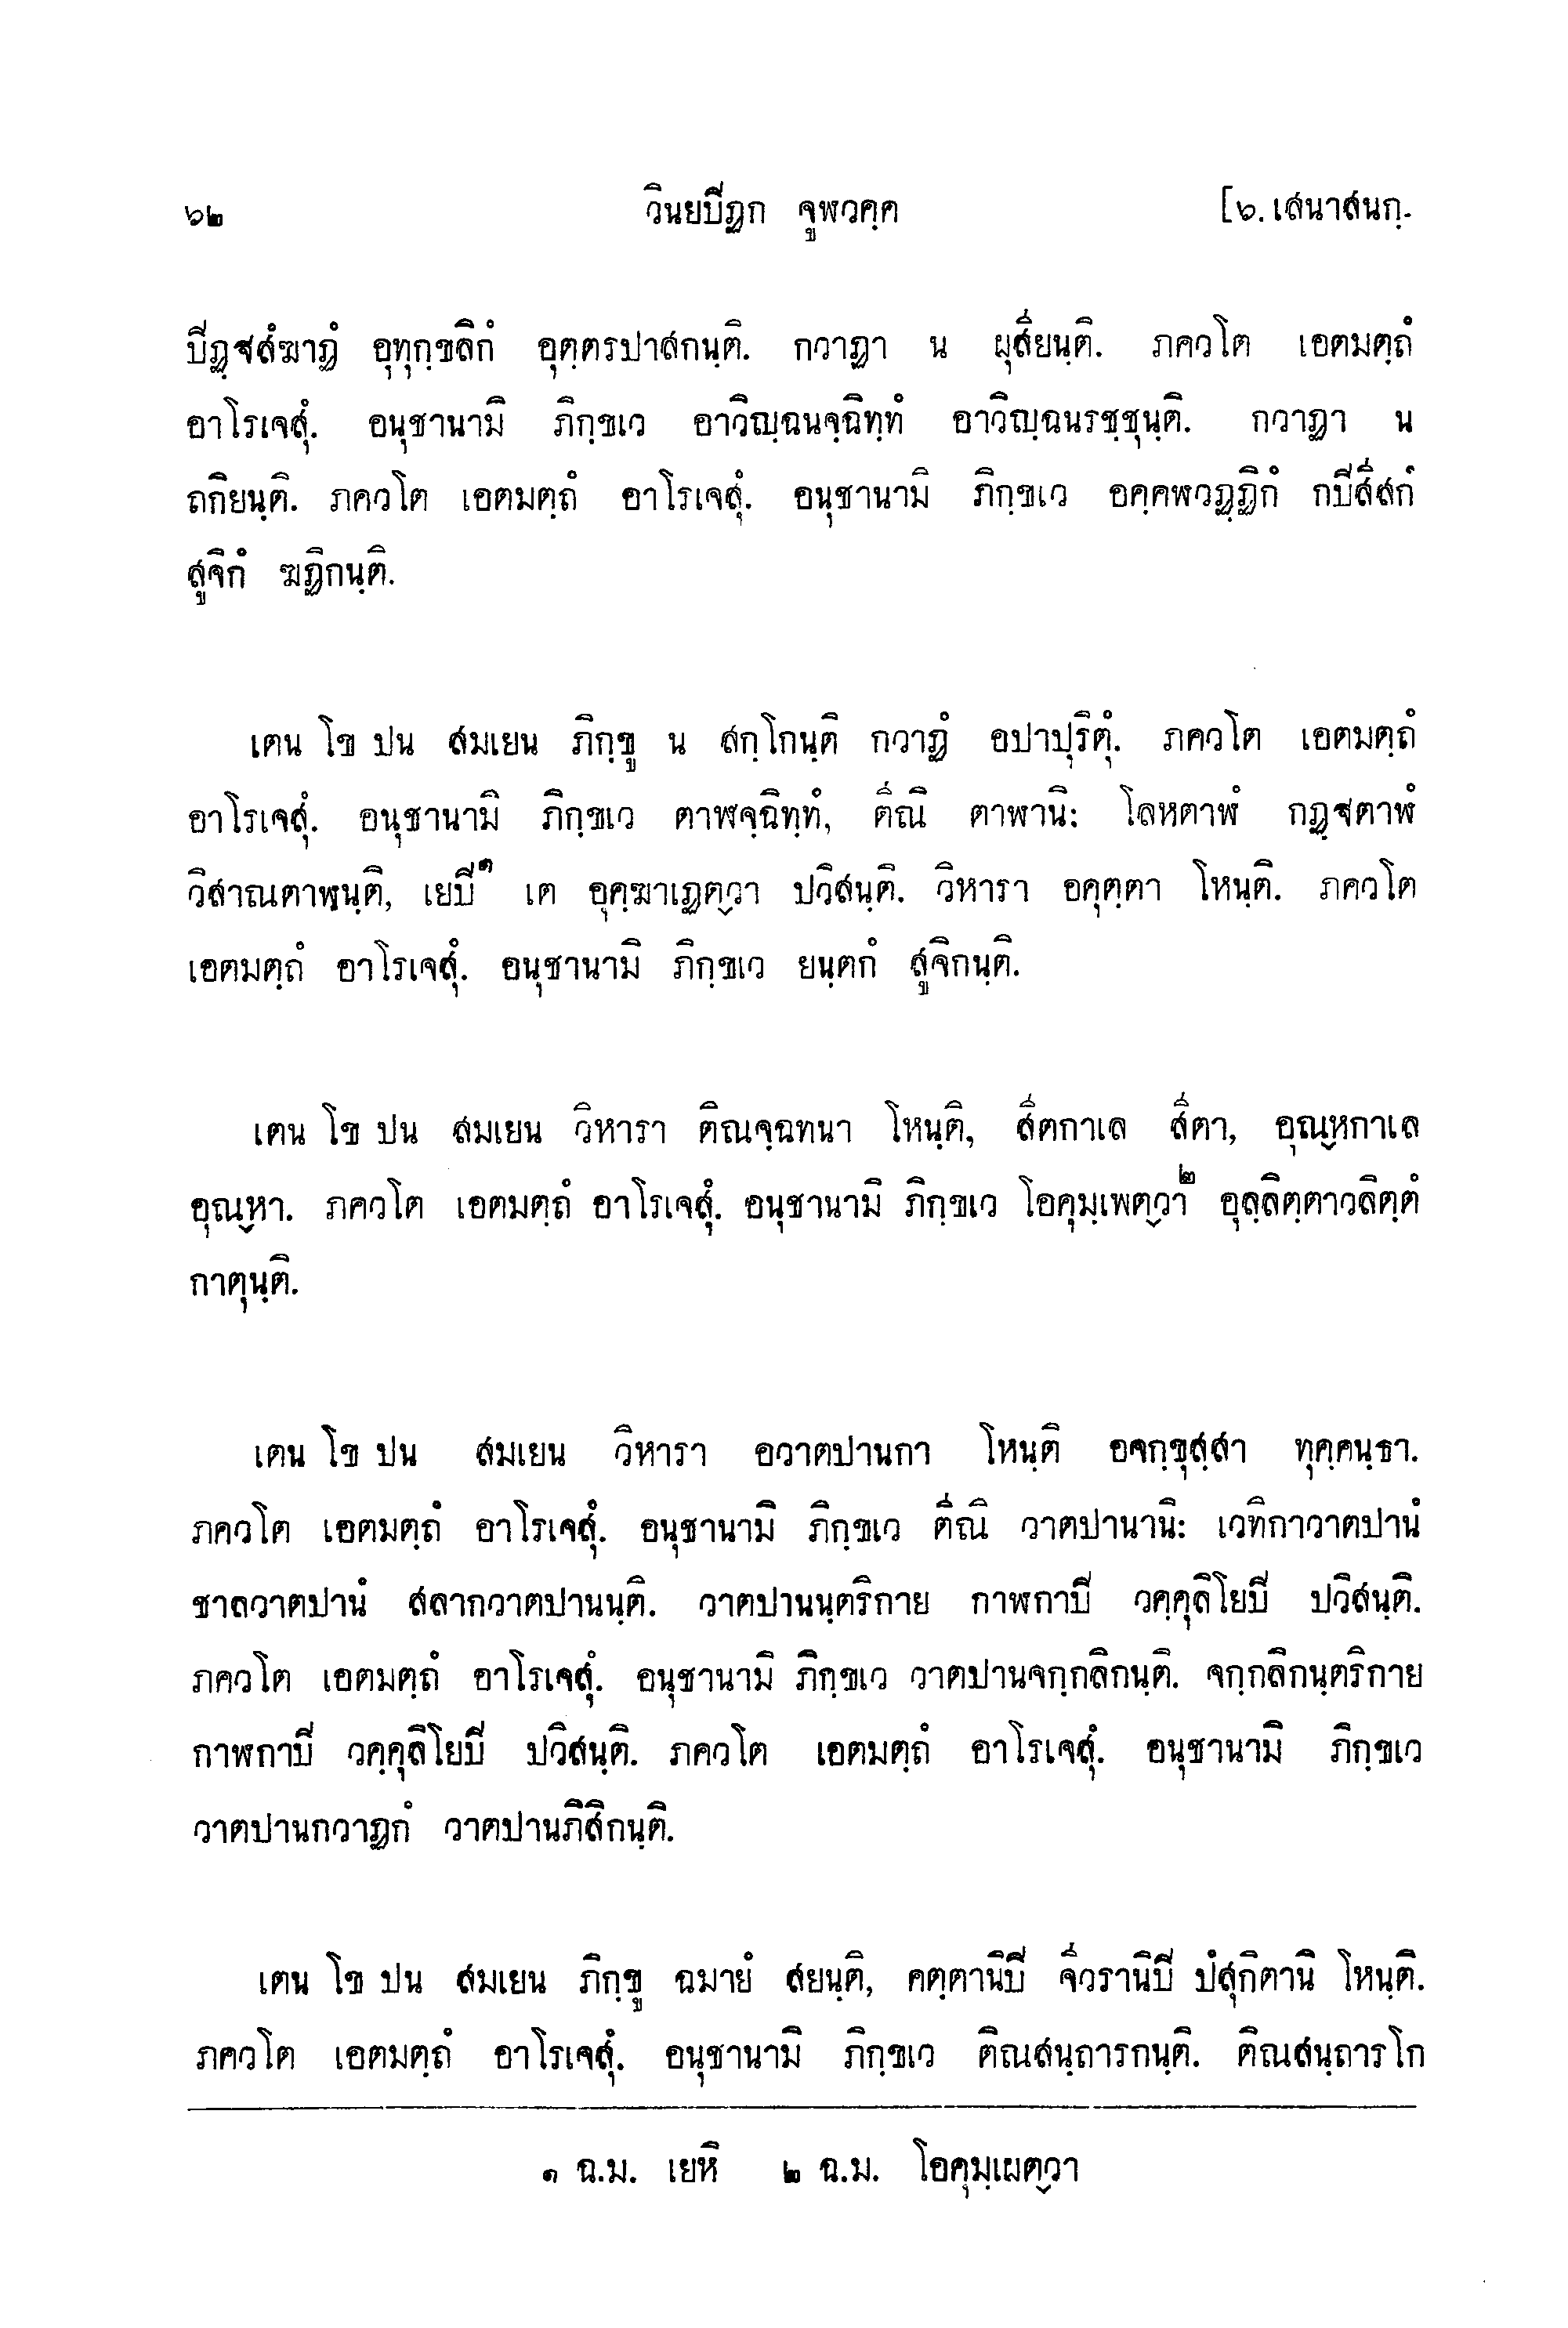 ๖๒ วินยปิฏก จูฬวคฺค [๖. เสนาสนกฺ.
ปิฏฺฐสํฆาฏํ อุทุกฺขลิกํ อุตฺตรปาสกนฺติ. กวาฏา น ผุสียนฺติ. ภควโต เอตมตฺถํ
อาโรเจสุํ. อนุชานามิ ภิกฺขเว อาวิญฺฉนจฺฉิทฺทํ อาวิญฺฉนรชฺชุนฺติ. กวาฏา น
ถกิยนฺติ. ภควโต เอตมตฺถํ อาโรเจสุํ. อนุชานามิ ภิกฺขเว อคฺคฬวฏฺฏิกํ กปิสีสกํ
สูจิกํ ฆฏิกนฺติ.
เตน โข ปน สมเยน ภิกฺขู น สกฺโกนฺติ กวาฏํ อปาปุริตุํ. ภควโต เอตมตฺถํ
อาโรเจสุํ. อนุชานามิ ภิกฺขเว ตาฬจฺฉิทฺทํ, ตีณิ ตาฬานิ: โลหตาฬํ กฏฺฐตาฬํ
วิสาณตาฬนฺติ, เยปิ๑ เต อุคฺฆาเฏตฺวา ปวิสนฺติ. วิหารา อคุตฺตา โหนฺติ. ภควโต
เอตมตฺถํ อาโรเจสุํ. อนุชานามิ ภิกฺขเว ยนฺตกํ สูจิกนฺติ.
เตน โข ปน สมเยน วิหารา ติณจฺฉทนา โหนฺติ, สีตกาเล สีตา, อุณฺหกาเล
อุณฺหา. ภควโต เอตมตฺถํ อาโรเจสุํ. อนุชานามิ ภิกฺขเว โอคุมฺเพตฺวา๒ อุลฺลิตฺตาวลิตฺตํ
กาตุนฺติ.
เตน โข ปน สมเยน วิหารา อวาตปานกา โหนฺติ อจกฺขุสฺสา ทุคฺคนฺธา.
ภควโต เอตมตฺถํ อาโรเจสุํ. อนุชานามิ ภิกฺขเว ตีณิ วาตปานานิ: เวทิกาวาตปานํ
ชาลวาตปานํ สลากวาตปานนฺติ. วาตปานนฺตริกาย กาฬกาปิ วคฺคุลิโยปิ ปวิสนฺติ.
ภควโต เอตมตฺถํ อาโรเจสุํ. อนุชานามิ ภิกฺขเว วาตปานจกฺกลิกนฺติ. จกฺกลิกนฺตริกาย
กาฬกาปิ วคฺคุลิโยปิ ปวิสนฺติ. ภควโต เอตมตฺถํ อาโรเจสุํ. อนุชานามิ ภิกฺขเว
วาตปานกวาฏกํ วาตปานภิสิกนฺติ.
เตน โข ปน สมเยน ภิกฺขู ฉมายํ สยนฺติ, คตฺตานิปิ จีวรานิปิ ปํสุกิตานิ โหนฺติ.
ภควโต เอตมตฺถํ อาโรเจสุํ. อนุชานามิ ภิกฺขเว ติณสนฺถารกนฺติ. ติณสนฺถารโก
๑ ฉ.ม. เยหิ ๒ ฉ.ม. โอคุมฺเผตฺวา